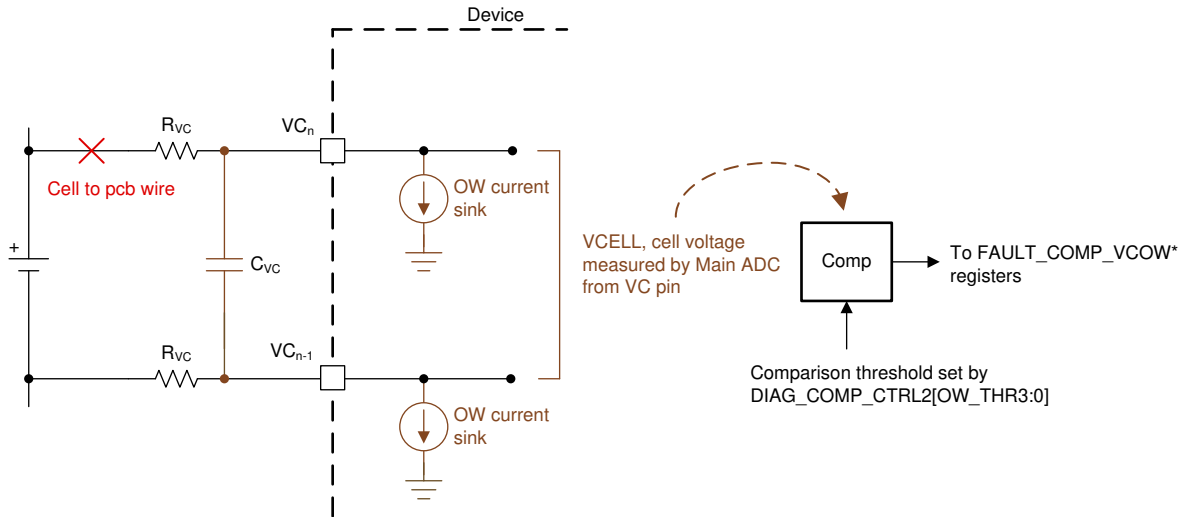 Device
RVC
VCn
Cell to pcb wire
OW current
sink
+
CVC
VCELL, cell voltage
measured by Main ADC
from VC pin
Comp
To FAULT_COMP_VCOW*
registers
RVC
VCn-1
Comparison threshold set by
DIAG_COMP_CTRL2[OW_THR3:0]
OW current
sink